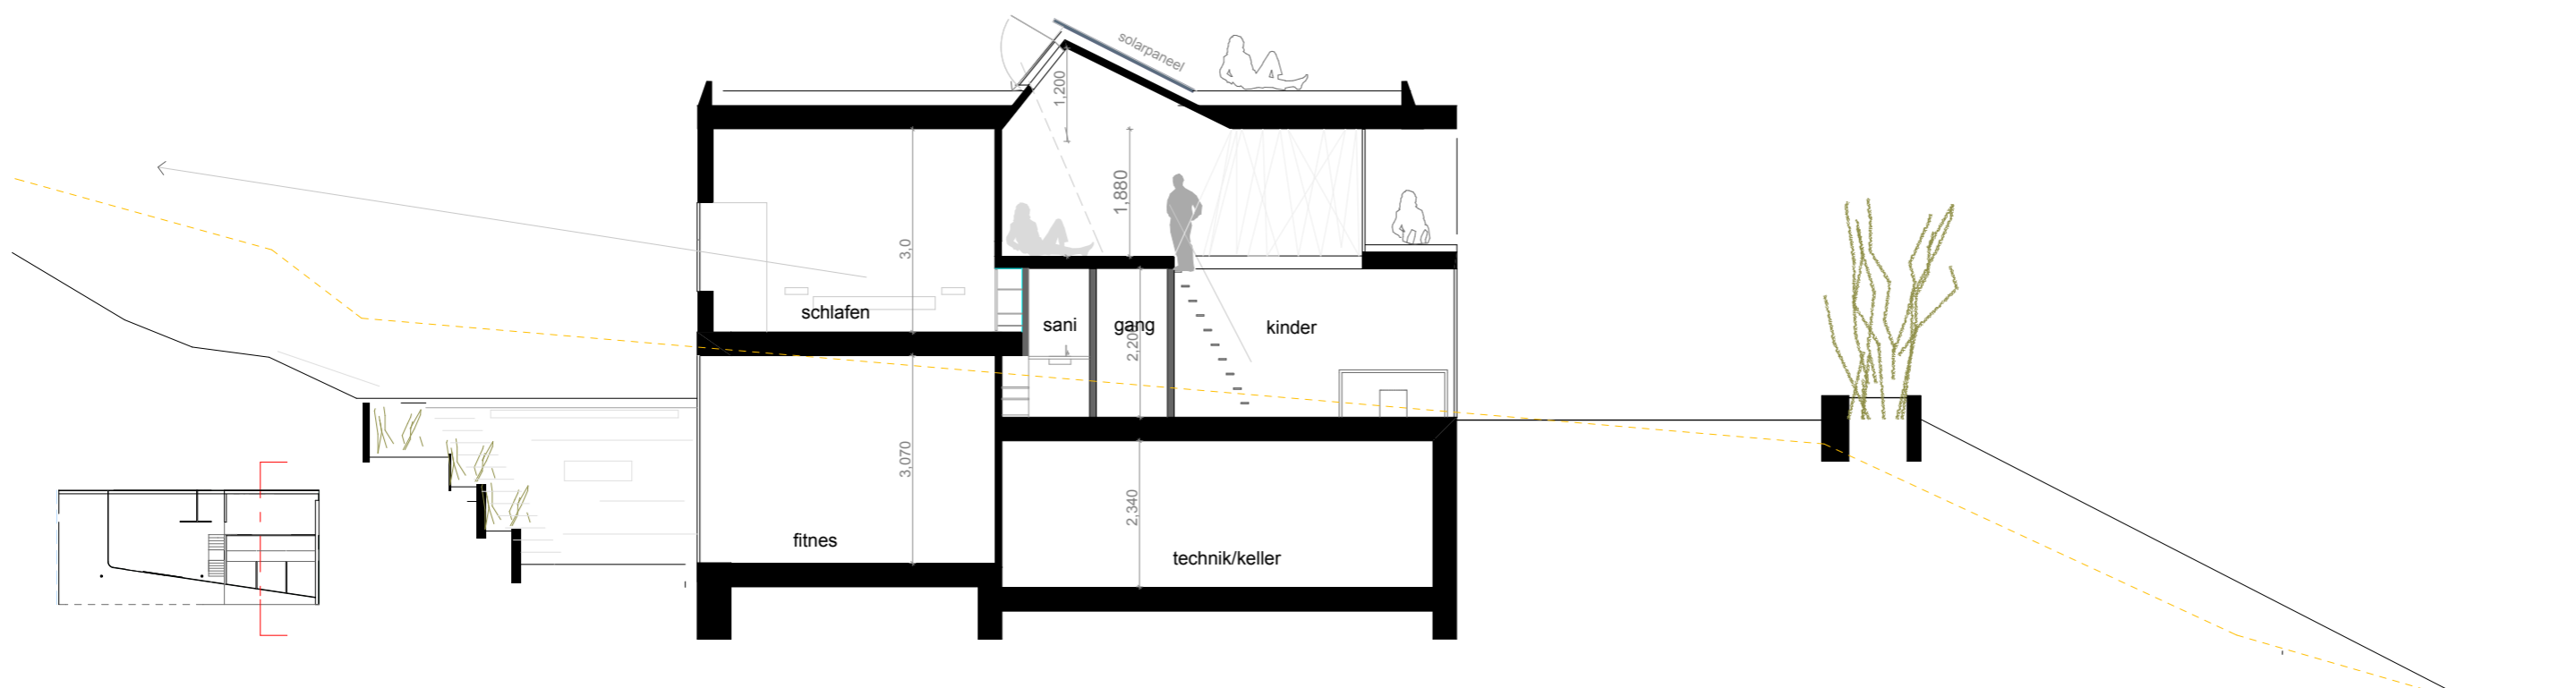 solarpaneel
1,200
1,880
3,0
schlafen
sani
gang
2,20
kinder
3,070
2,340
fitnes
technik/keller